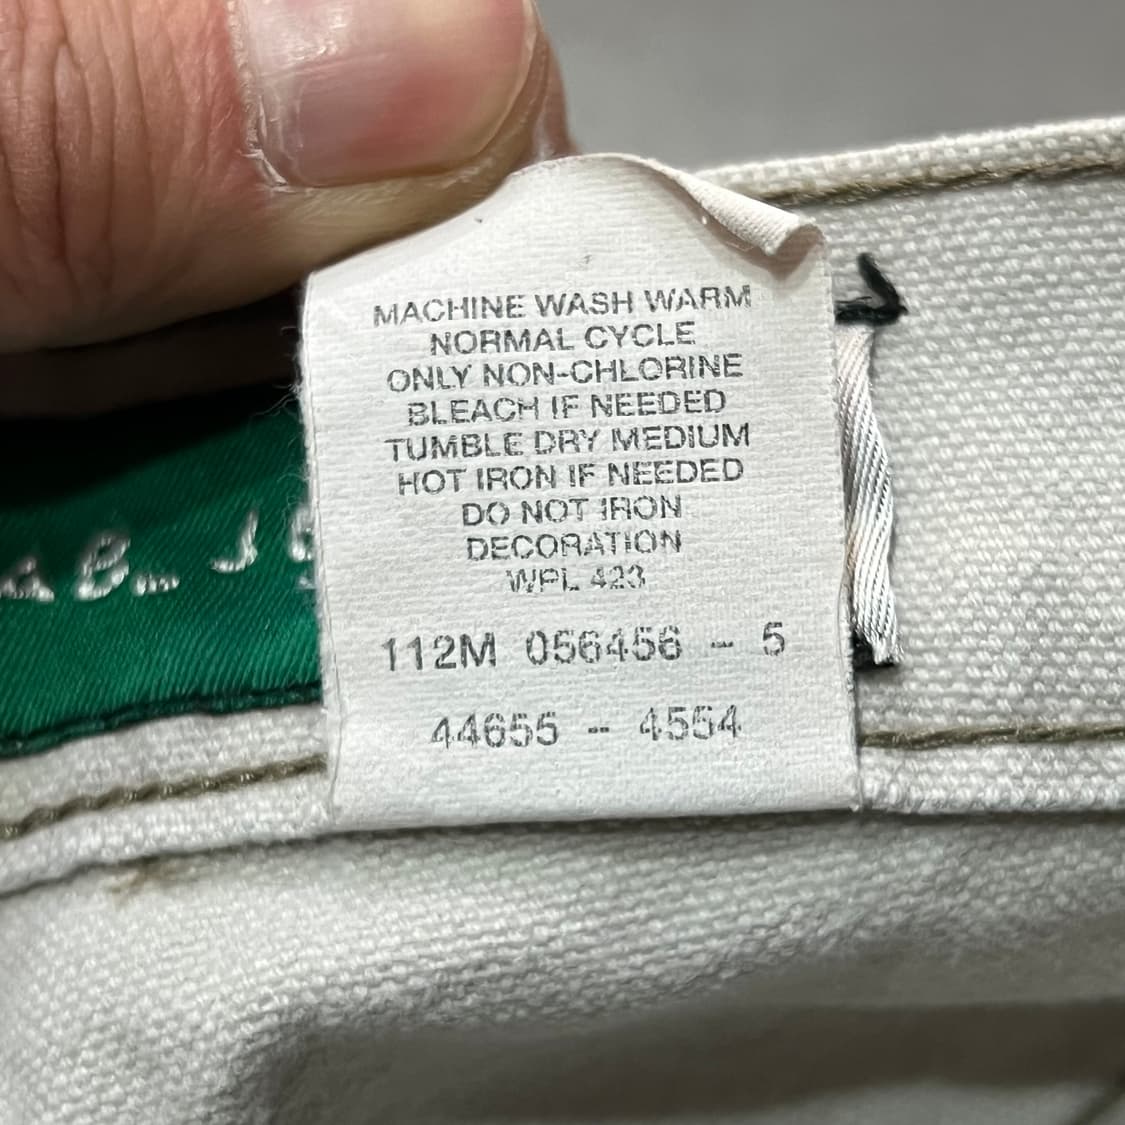 MACHINE WASH WARM
NORMAL CYCLE
ONLY NON-CHLORINE
BLEACH IF NEEDED
TUMBLE DRY MEDIUM
HOT IRON IF NEEDED
DO NOT IRON
DECORATION
WPL 423
112M 056456 - 5
44655 - 4554